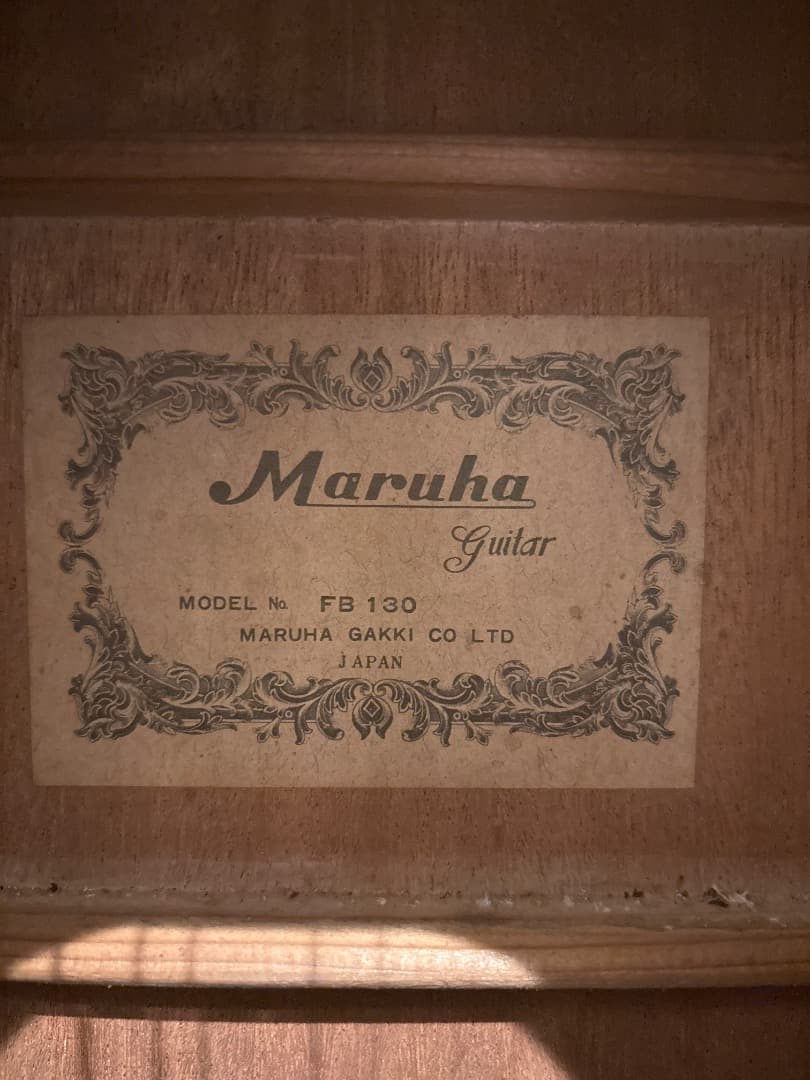 Maruha
Guitar
MODEL No. FB 130
MARUHA GAKKI CO LTD
JAPAN